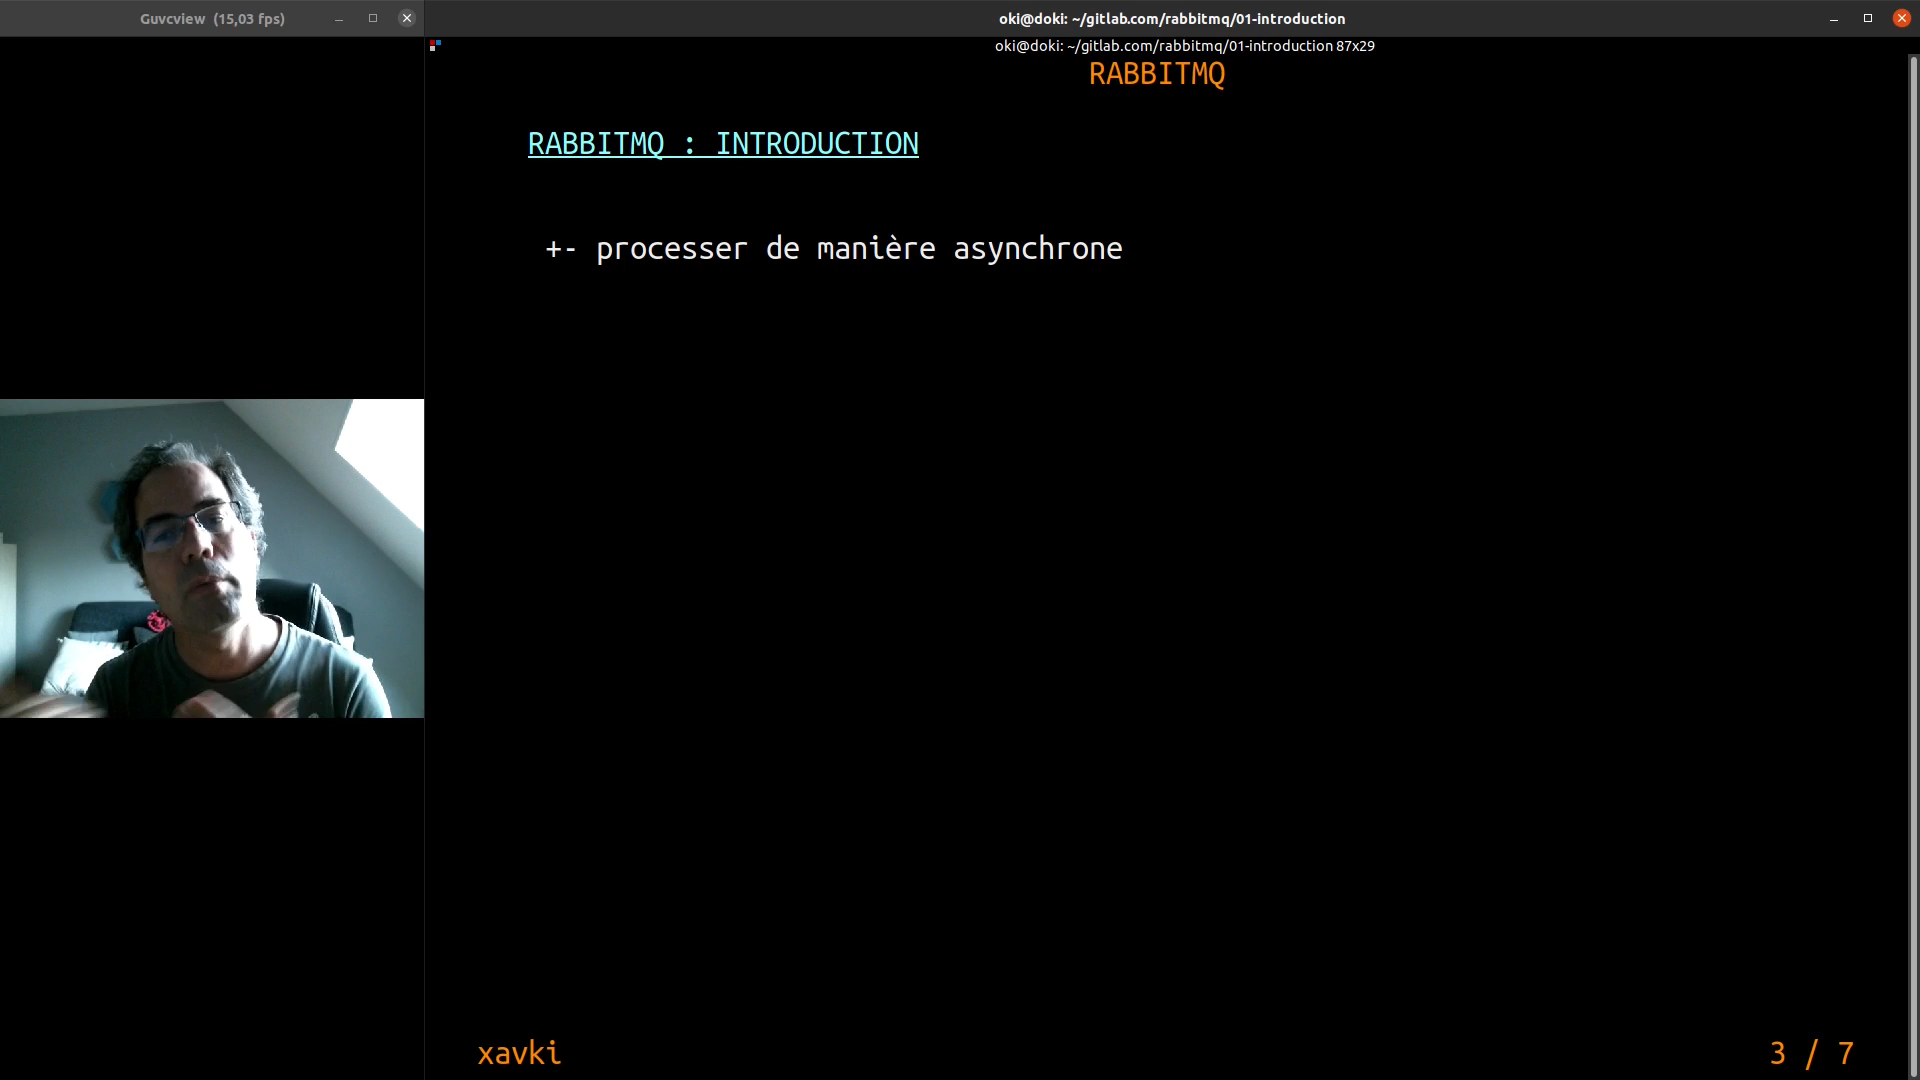 Guvcview (15,03 fps)
oki@doki: ~/gitlab.com/rabbitmq/01-introduction
oki@doki: ~/gitlab.com/rabbitmq/01-introduction 87x29
RABBITMQ
RABBITMQ : INTRODUCTION
+- processer de manière asynchrone
xavki
3 / 7